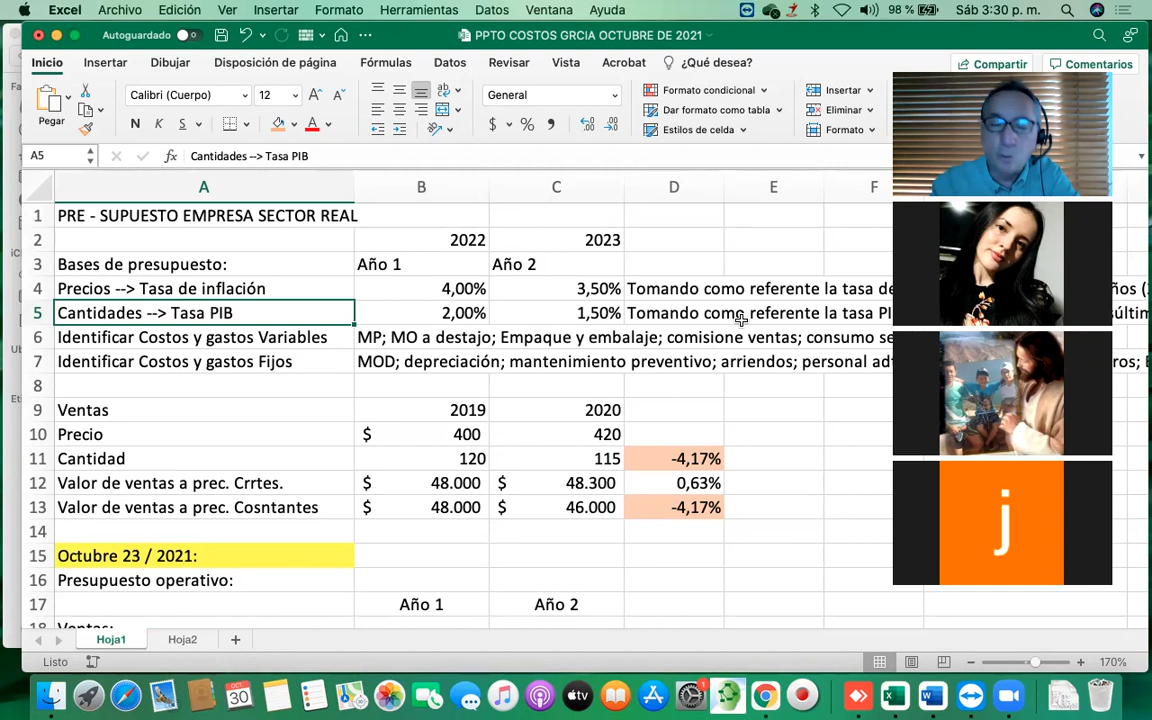 Excel Archivo Edición Ver Insertar Formato Herramientas Datos Ventana Ayuda 98 % Sáb 3:30 p. m.
Autoguardado PPTO COSTOS GRCIA OCTUBRE DE 2021
Inicio Insertar Dibujar Disposición de página Fórmulas Datos Revisar Vista Acrobat ¿Qué desea? Compartir Comentarios
Pegar Calibri (Cuerpo) 12 General Formato condicional Insertar
Dar formato como tabla Eliminar
N K S A $ % Estilos de celda Formato
A5 fx Cantidades --> Tasa PIB
A B C D E F
1 PRE - SUPUESTO EMPRESA SECTOR REAL
2 2022 2023
3 Bases de presupuesto: Año 1 Año 2
4 Precios --> Tasa de inflación 4,00% 3,50% Tomando como referente la tasa de
5 Cantidades --> Tasa PIB 2,00% 1,50% Tomando como referente la tasa PI
6 Identificar Costos y gastos Variables MP; MO a destajo; Empaque y embalaje; comisione ventas; consumo se
7 Identificar Costos y gastos Fijos MOD; depreciación; mantenimiento preventivo; arriendos; personal ad
8
9 Ventas 2019 2020
10 Precio $ 400 420
11 Cantidad 120 115 -4,17%
12 Valor de ventas a prec. Crrtes. $ 48.000 $ 48.300 0,63%
13 Valor de ventas a prec. Cosntantes $ 48.000 $ 46.000 -4,17%
14
15 Octubre 23 / 2021:
16 Presupuesto operativo:
17 Año 1 Año 2
Ventas:
j
Hoja1 Hoja2 +
Listo 170%
OCT
30
1